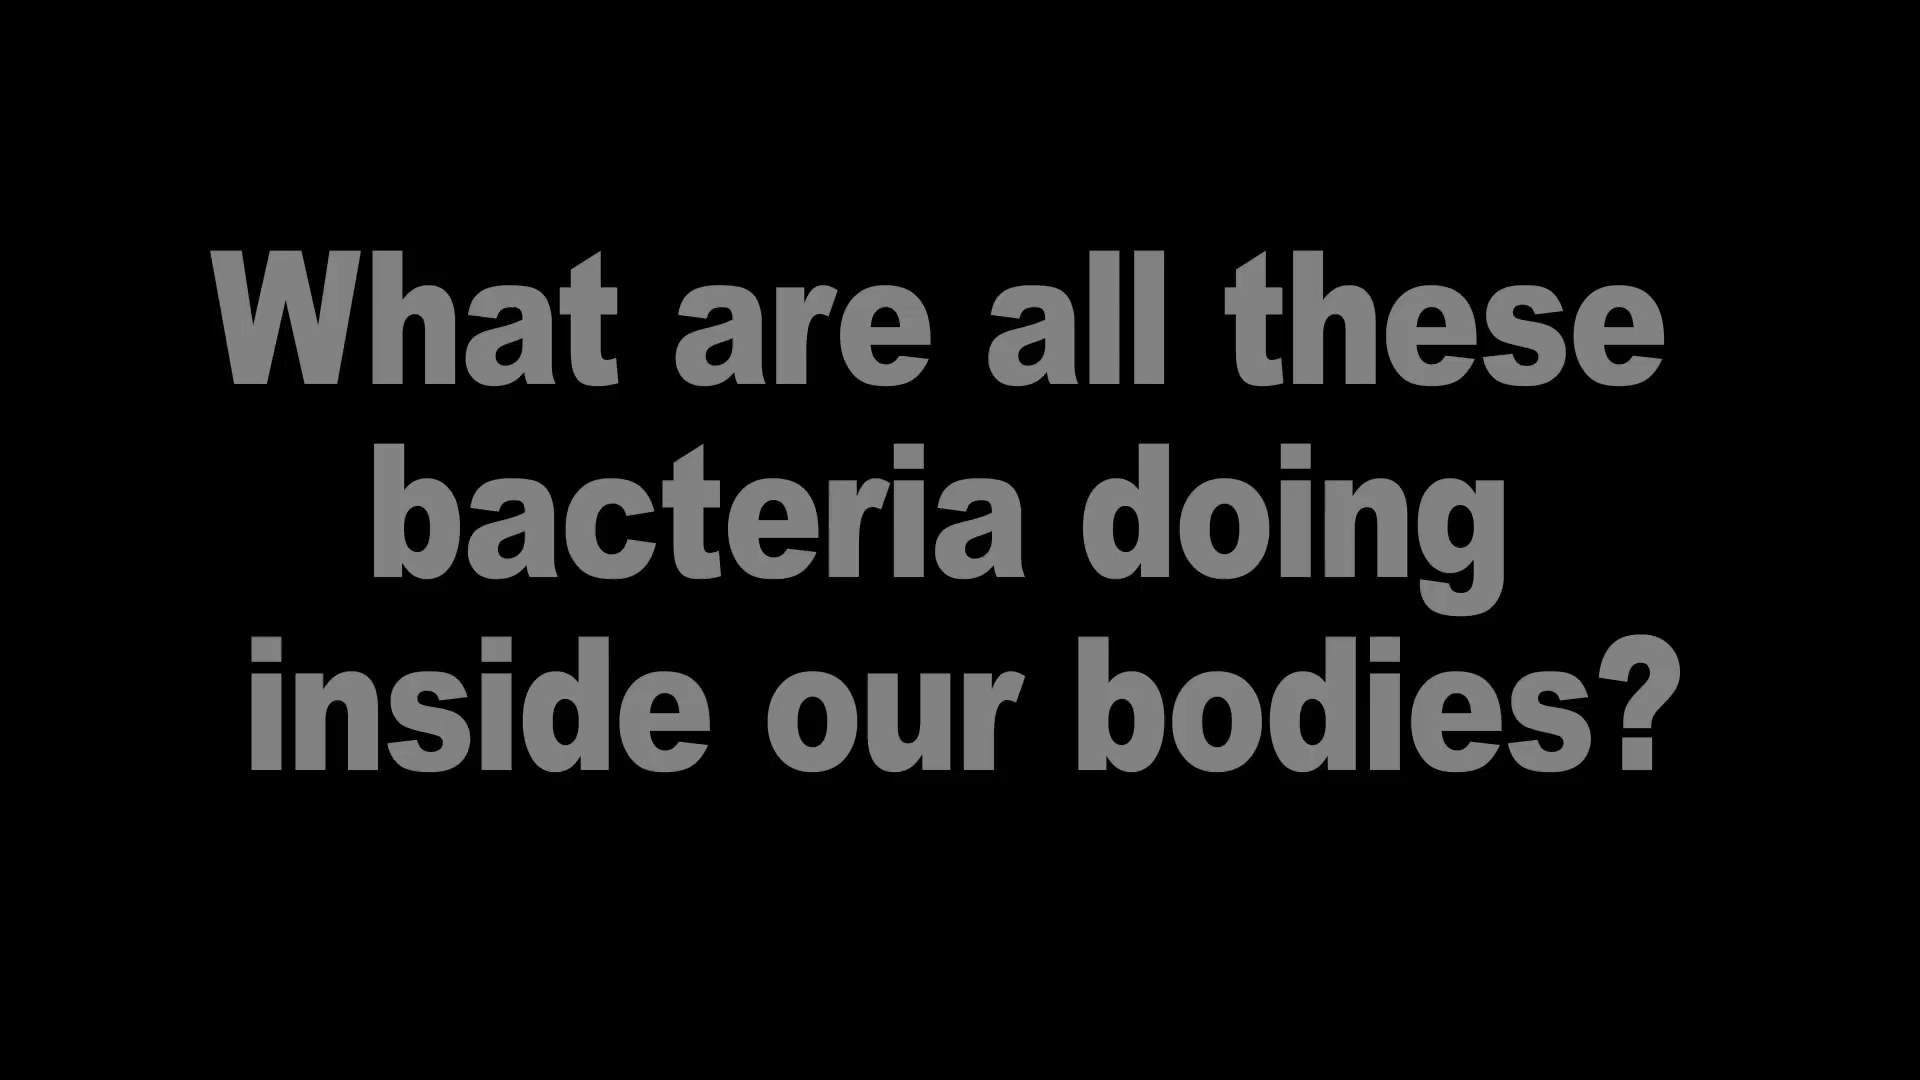 What are all these
bacteria doing
inside our bodies?